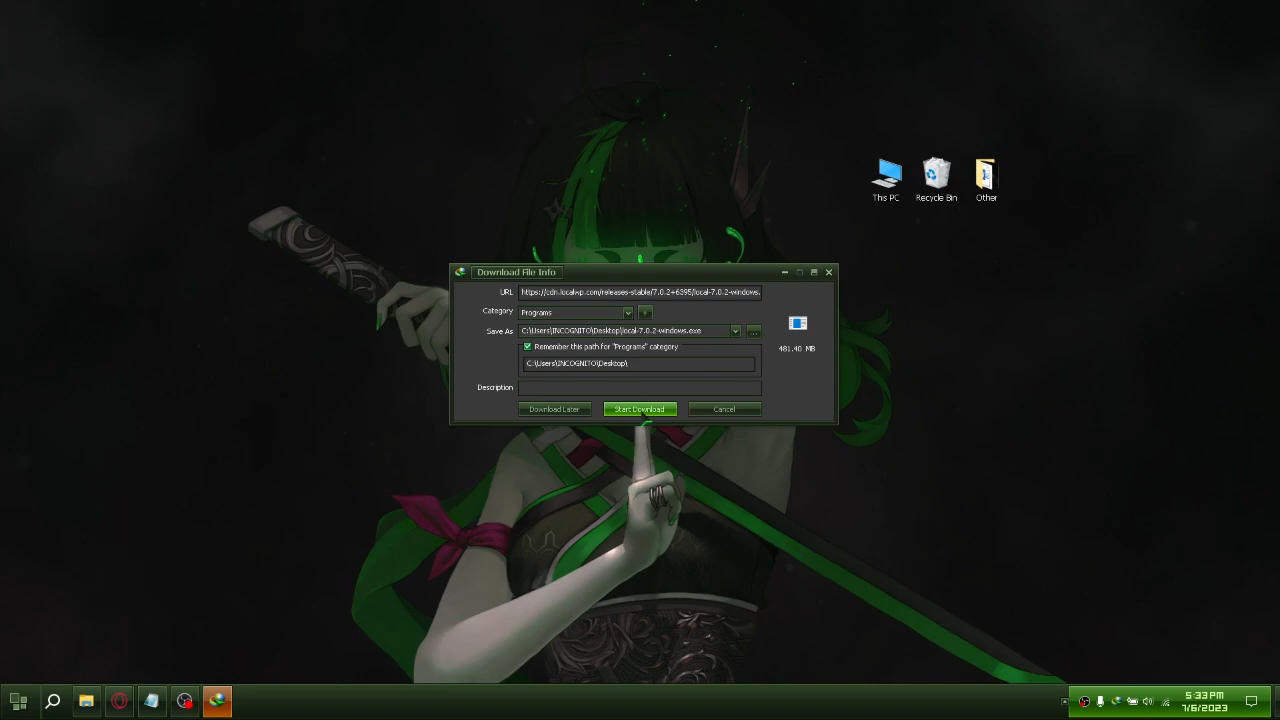 This PC
Recycle Bin
Other
Download File Info
URL
https://cdn.localwp.com/releases-stable/7.0.2+6395/local-7.0.2-windows.
Category
Programs
+
Save As
C:\Users\INCOGNITO\Desktop\local-7.0.2-windows.exe
...
Remember this path for "Programs" category
481.40 MB
C:\Users\INCOGNITO\Desktop\
Description
Download Later
Start Download
Cancel
5:33 PM
7/6/2023